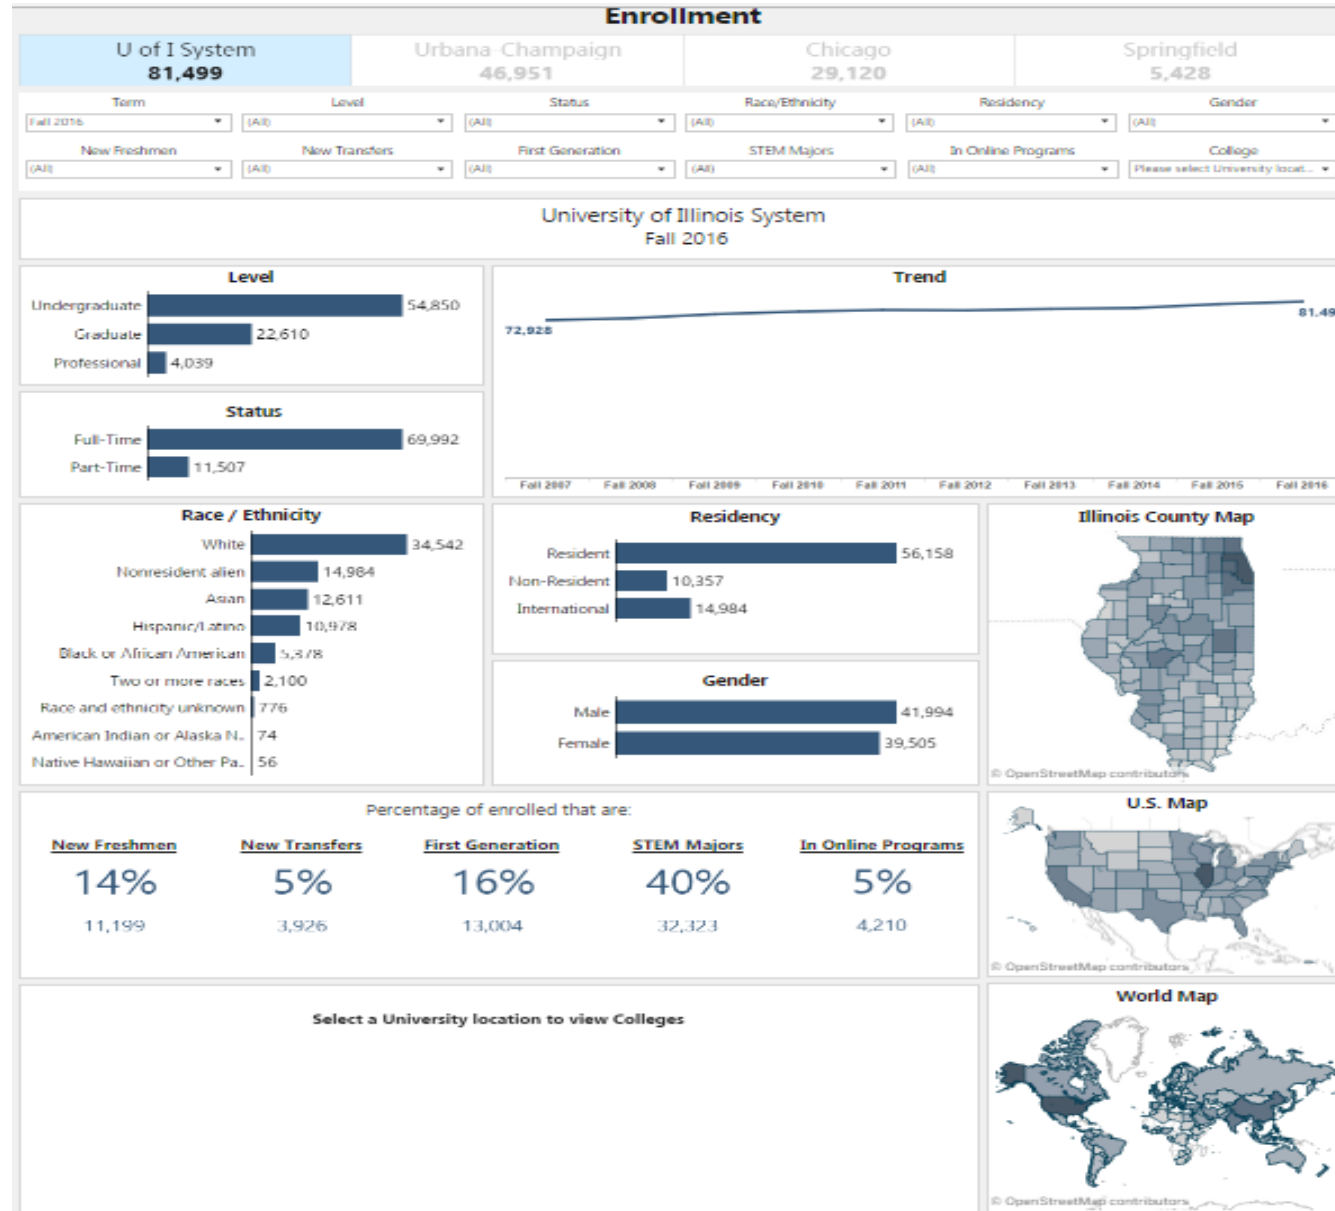 Enrollment
U of I System
81,499
Urbana-Champaign
46,951
Chicago
29,120
Springfield
5,428
Term
Level
Status
Race/Ethnicity
Residency
Gender
Fall 2016
(All)
(All)
(All)
(All)
(All)
New Freshmen
New Transfers
First Generation
STEM Majors
In Online Programs
College
(All)
(All)
(All)
(All)
(All)
Please select University locat...
University of Illinois System
Fall 2016
Level
Undergraduate 54,850
Graduate 22,610
Professional 4,039
Trend
72,928
81.49
Fall 2007 Fall 2008 Fall 2009 Fall 2010 Fall 2011 Fall 2012 Fall 2013 Fall 2014 Fall 2015 Fall 2016
Status
Full-Time 69,992
Part-Time 11,507
Race / Ethnicity
White 34,542
Nonresident alien 14,984
Asian 12,611
Hispanic/Latino 10,978
Black or African American 5,378
Two or more races 2,100
Race and ethnicity unknown 776
American Indian or Alaska N.. 74
Native Hawaiian or Other Pa.. 56
Residency
Resident 56,158
Non-Resident 10,357
International 14,984
Gender
Male 41,994
Female 39,505
Illinois County Map
© OpenStreetMap contributors
Percentage of enrolled that are:
New Freshmen
New Transfers
First Generation
STEM Majors
In Online Programs
14%
5%
16%
40%
5%
11,199
3,926
13,004
32,323
4,210
U.S. Map
© OpenStreetMap contributors
Select a University location to view Colleges
World Map
© OpenStreetMap contributors